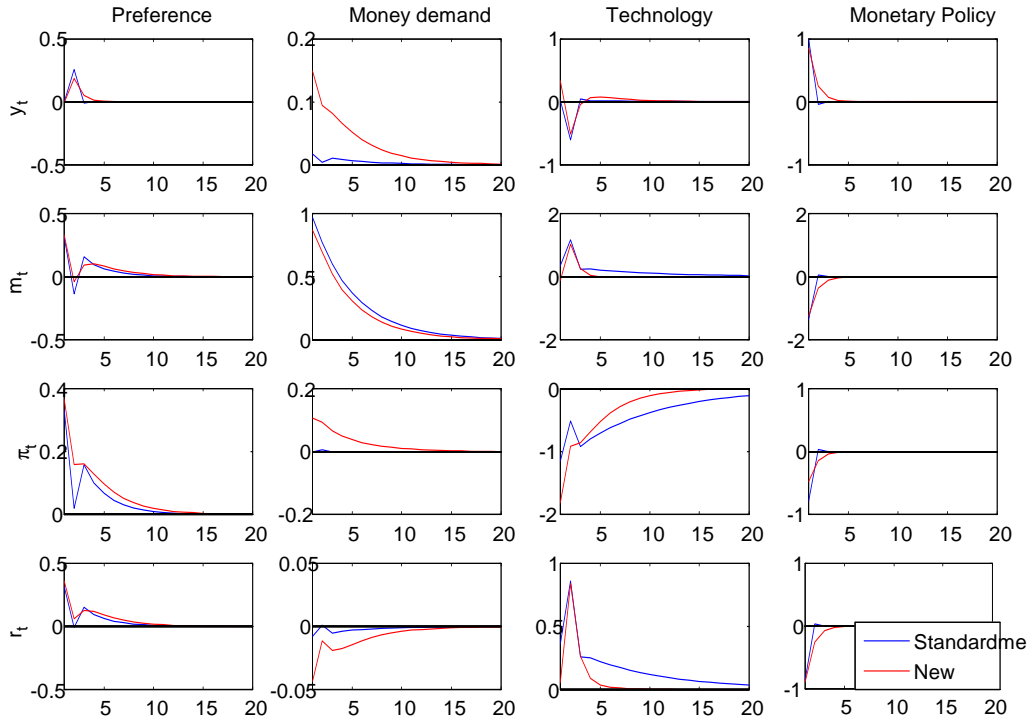 Preference Money demand Technology Monetary Policy
y_t
0.5 0.2 1 1
0.1
0 0 0
-0.5 0 -1 -1
5 10 15 20 5 10 15 20 5 10 15 20 5 10 15 20
m_t
0.5 1 2 2
0 0.5 0 0
-0.5 0 -2 -2
5 10 15 20 5 10 15 20 5 10 15 20 5 10 15 20
π_t
0.4 0.2 0 1
0.2 0 -1 0
0 -0.2 -2 -1
5 10 15 20 5 10 15 20 5 10 15 20 5 10 15 20
r_t
0.5 0.05 1 1
0 0 0.5 0
-0.5 -0.05 0 -1
5 10 15 20 5 10 15 20 5 10 15 20 5 10 15 20
Standardme
New